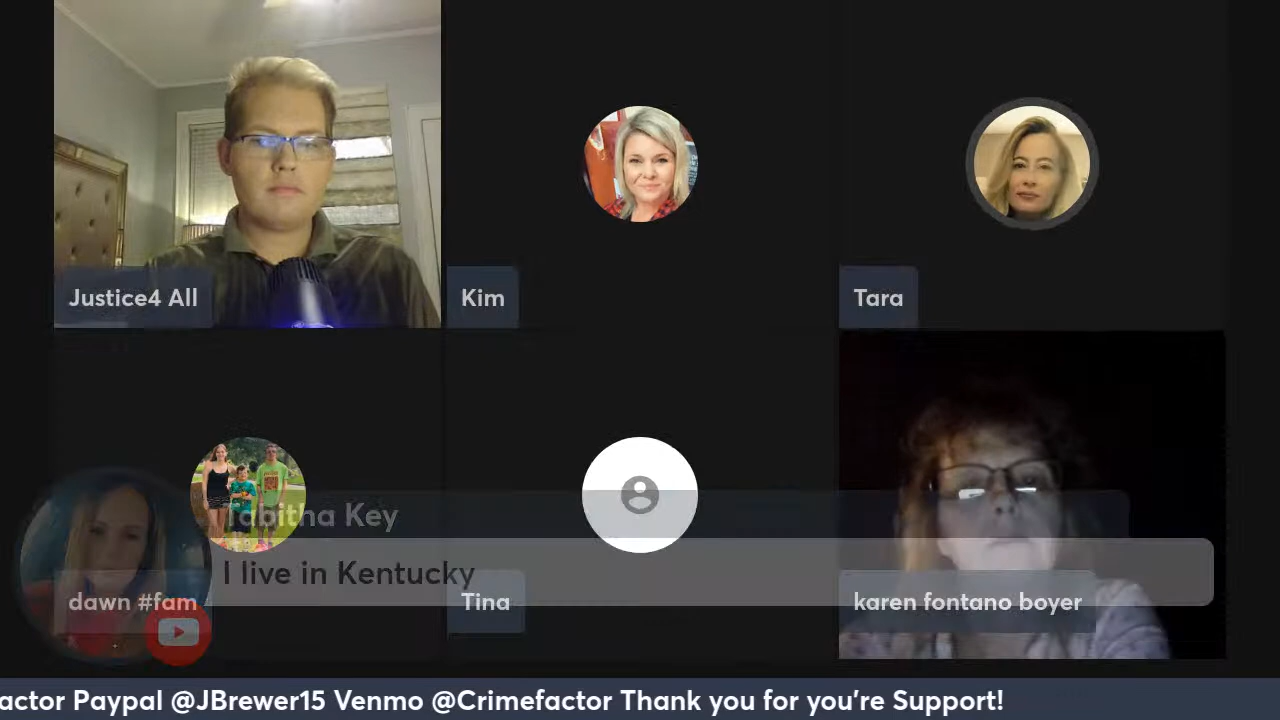 Justice4 All
Kim
Tara
Tabitha Key
I live in Kentucky
dawn #fam
Tina
karen fontano boyer
actor Paypal @JBrewer15 Venmo @Crimefactor Thank you for you're Support!